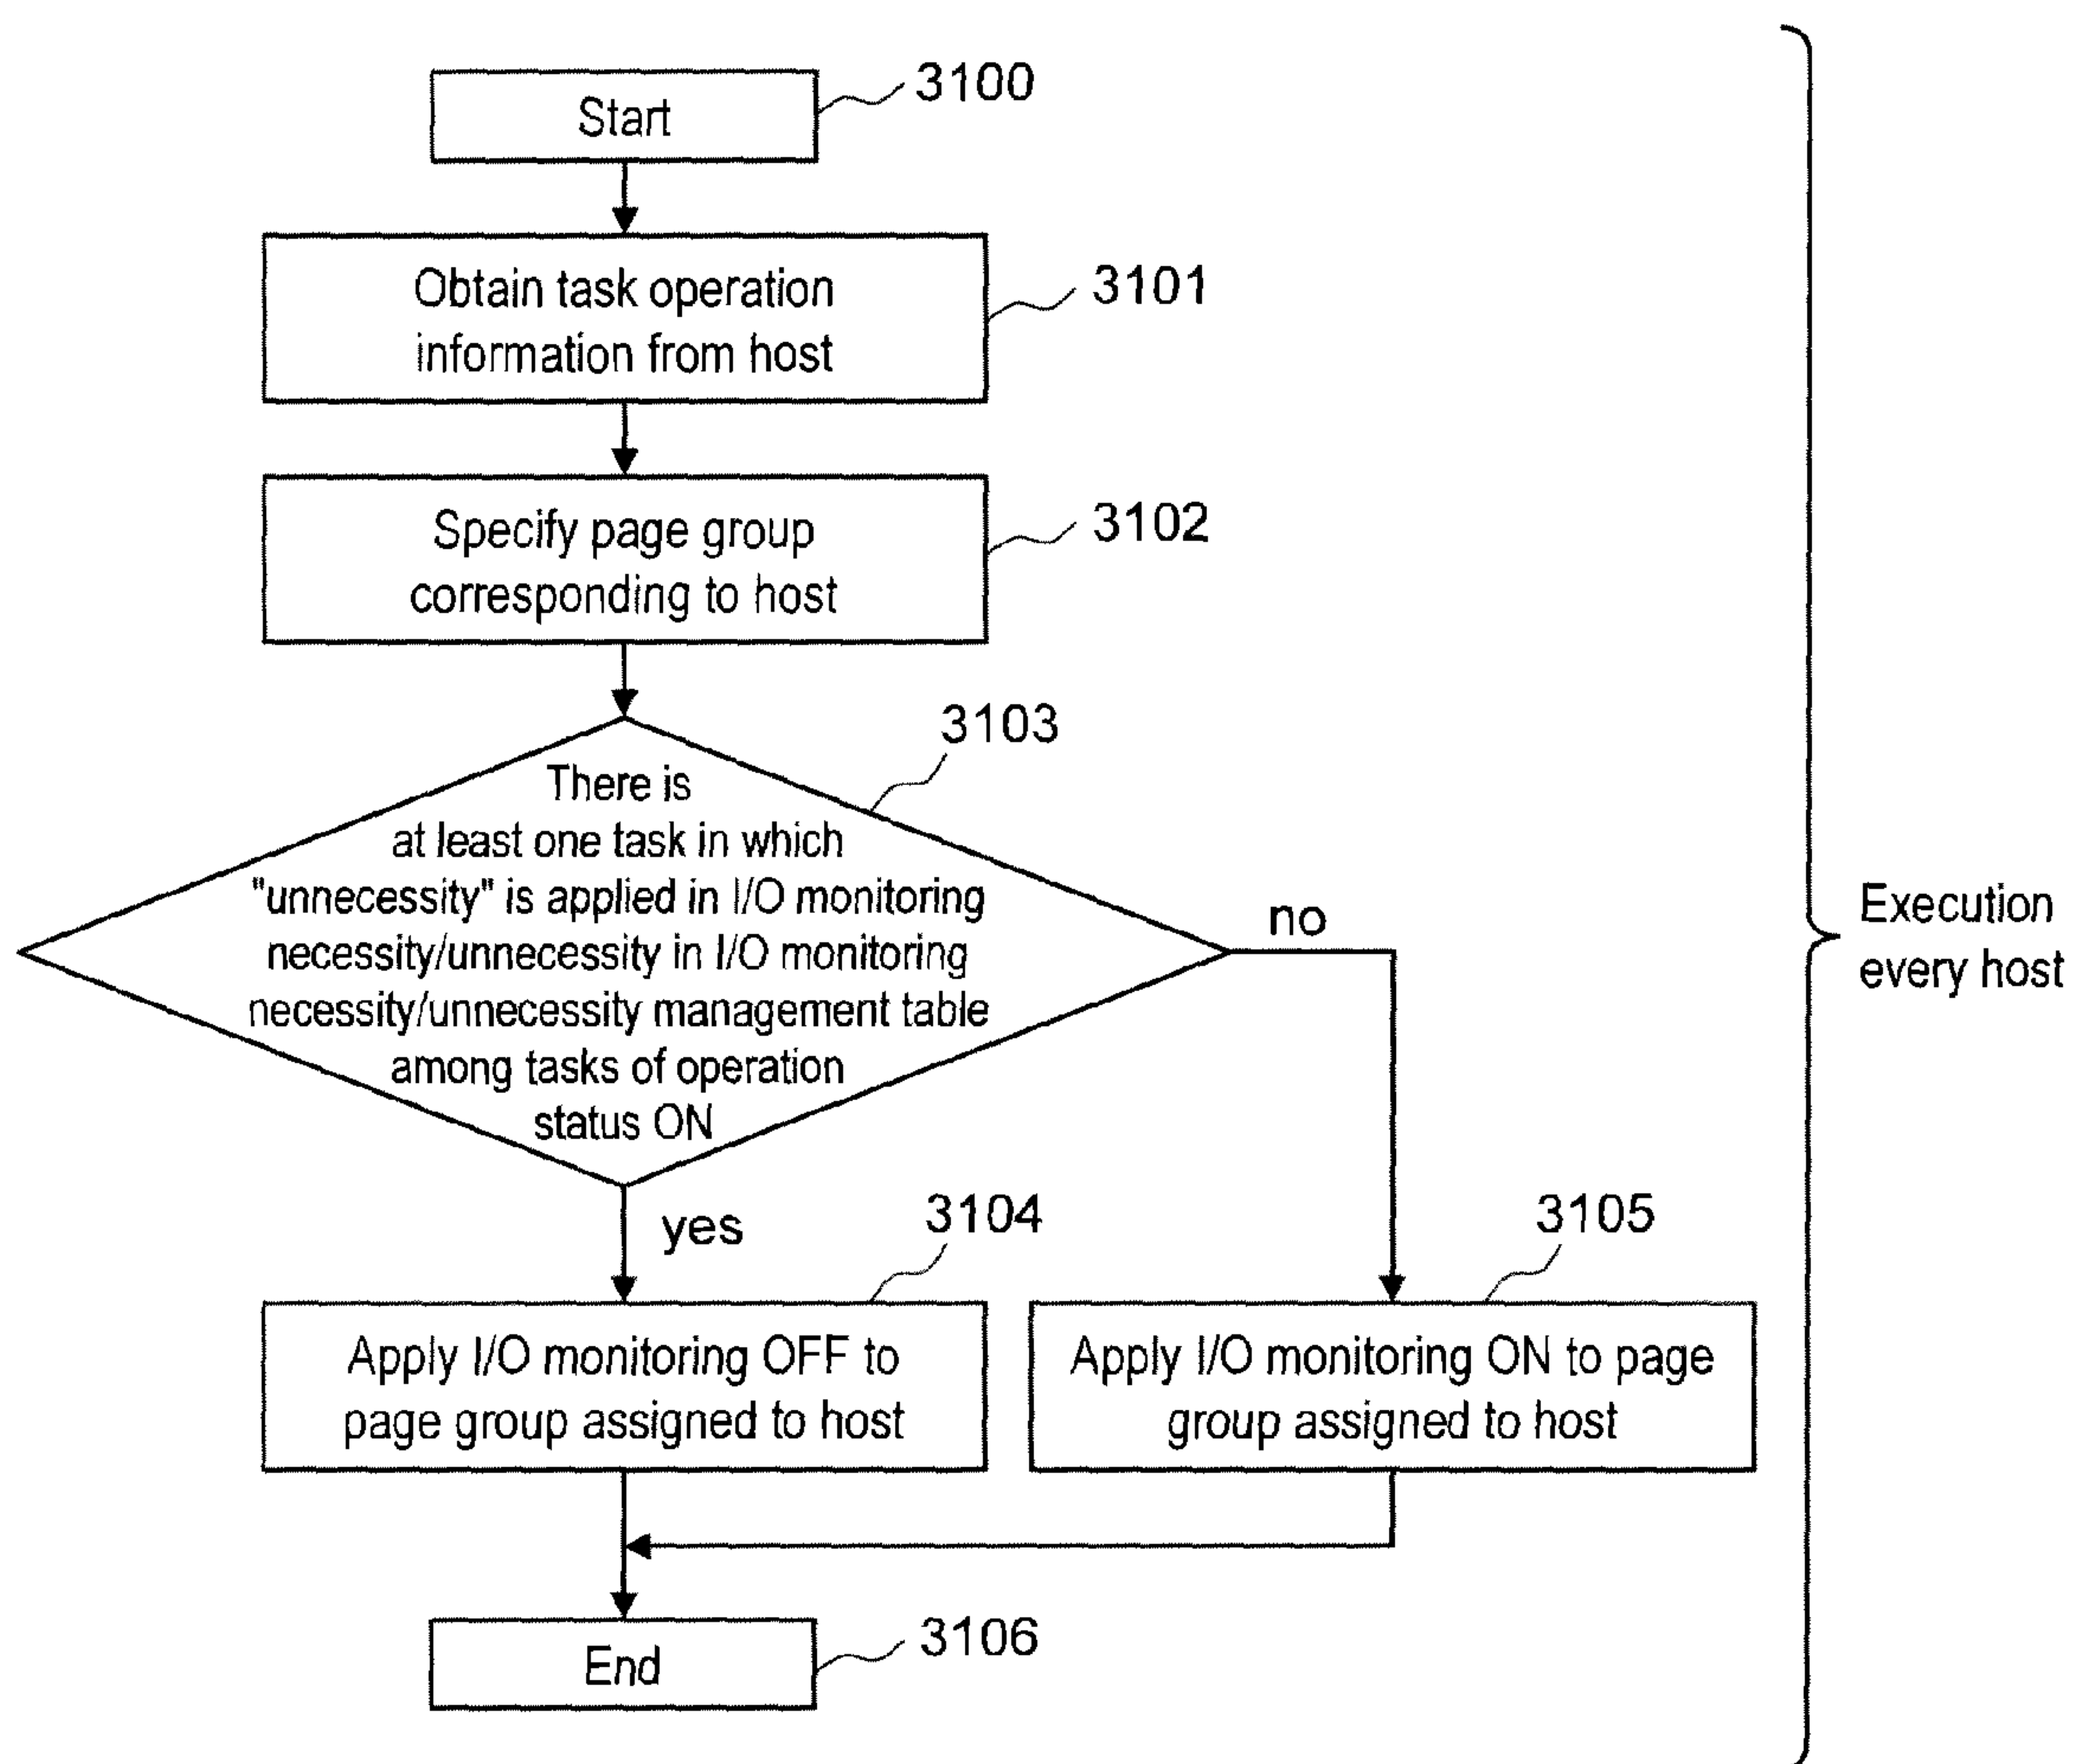 Start
3100
Obtain task operation
information from host
3101
Specify page group
corresponding to host
3102
3103
There is
at least one task in which
"unnecessity" is applied in I/O monitoring
necessity/unnecessity in I/O monitoring
necessity/unnecessity management table
among tasks of operation
status ON
no
yes
Execution
every host
3104
3105
Apply I/O monitoring OFF to
page group assigned to host
Apply I/O monitoring ON to page
group assigned to host
End
3106